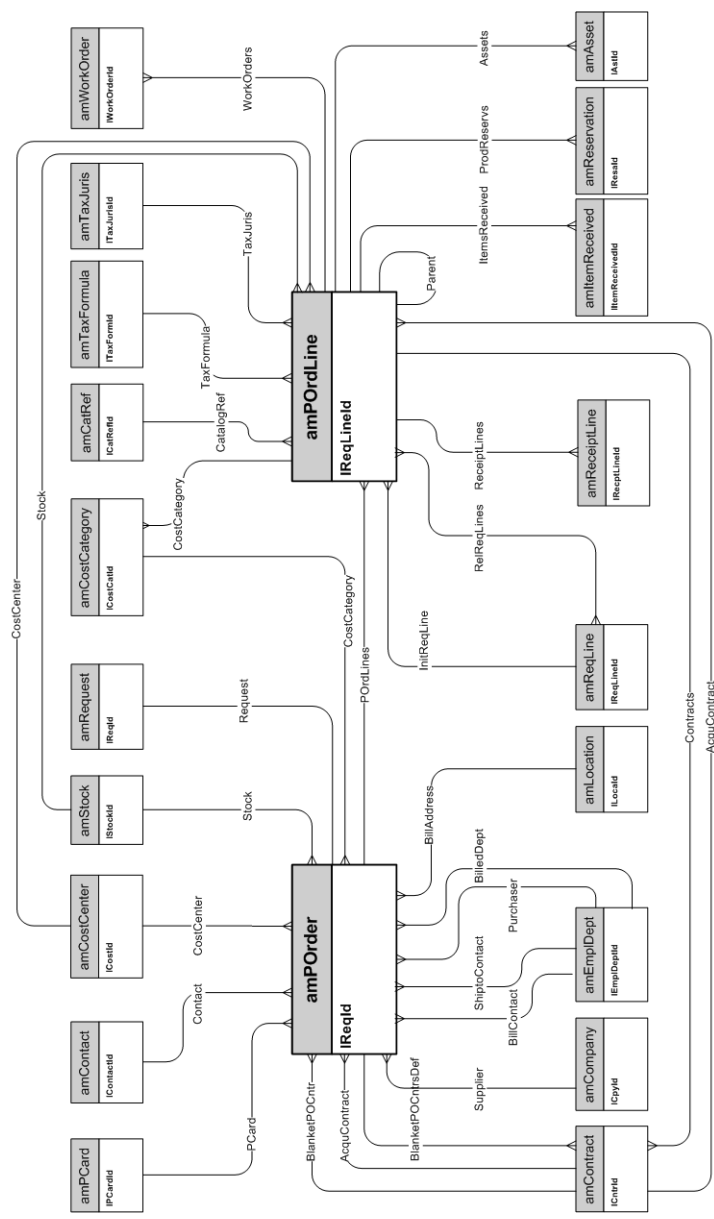 CostCenter
Stock
amPCard
lPCardId
amContact
lContactId
amCostCenter
lCostId
amStock
lStockId
amRequest
lReqId
amCostCategory
lCostCatId
amCatRef
lCatRefId
amTaxFormula
lTaxFormId
amTaxJuris
lTaxJurisId
amWorkOrder
lWorkOrderId
PCard
Contact
CostCenter
Stock
Request
CostCategory
CostCategory
CatalogRef
TaxFormula
TaxJuris
WorkOrders
amPOrder
lReqId
POrdLines
amPOrdLine
lReqLineId
BlanketPOCntr
AcquContract
BlanketPOCntrsDef
Supplier
BillContact
ShiptoContact
Purchaser
BilledDept
BillAddress
InitReqLine
RelReqLines
ReceiptLines
Parent
ItemsReceived
ProdReservs
Assets
amContract
lCntrId
amCompany
lCpyId
amEmplDept
lEmplDeptId
amLocation
lLocaId
amReqLine
lReqLineId
amReceiptLine
lRecptLineId
amItemReceived
lItemReceivedId
amReservation
lResaId
amAsset
lAstId
Contracts
AcquContract